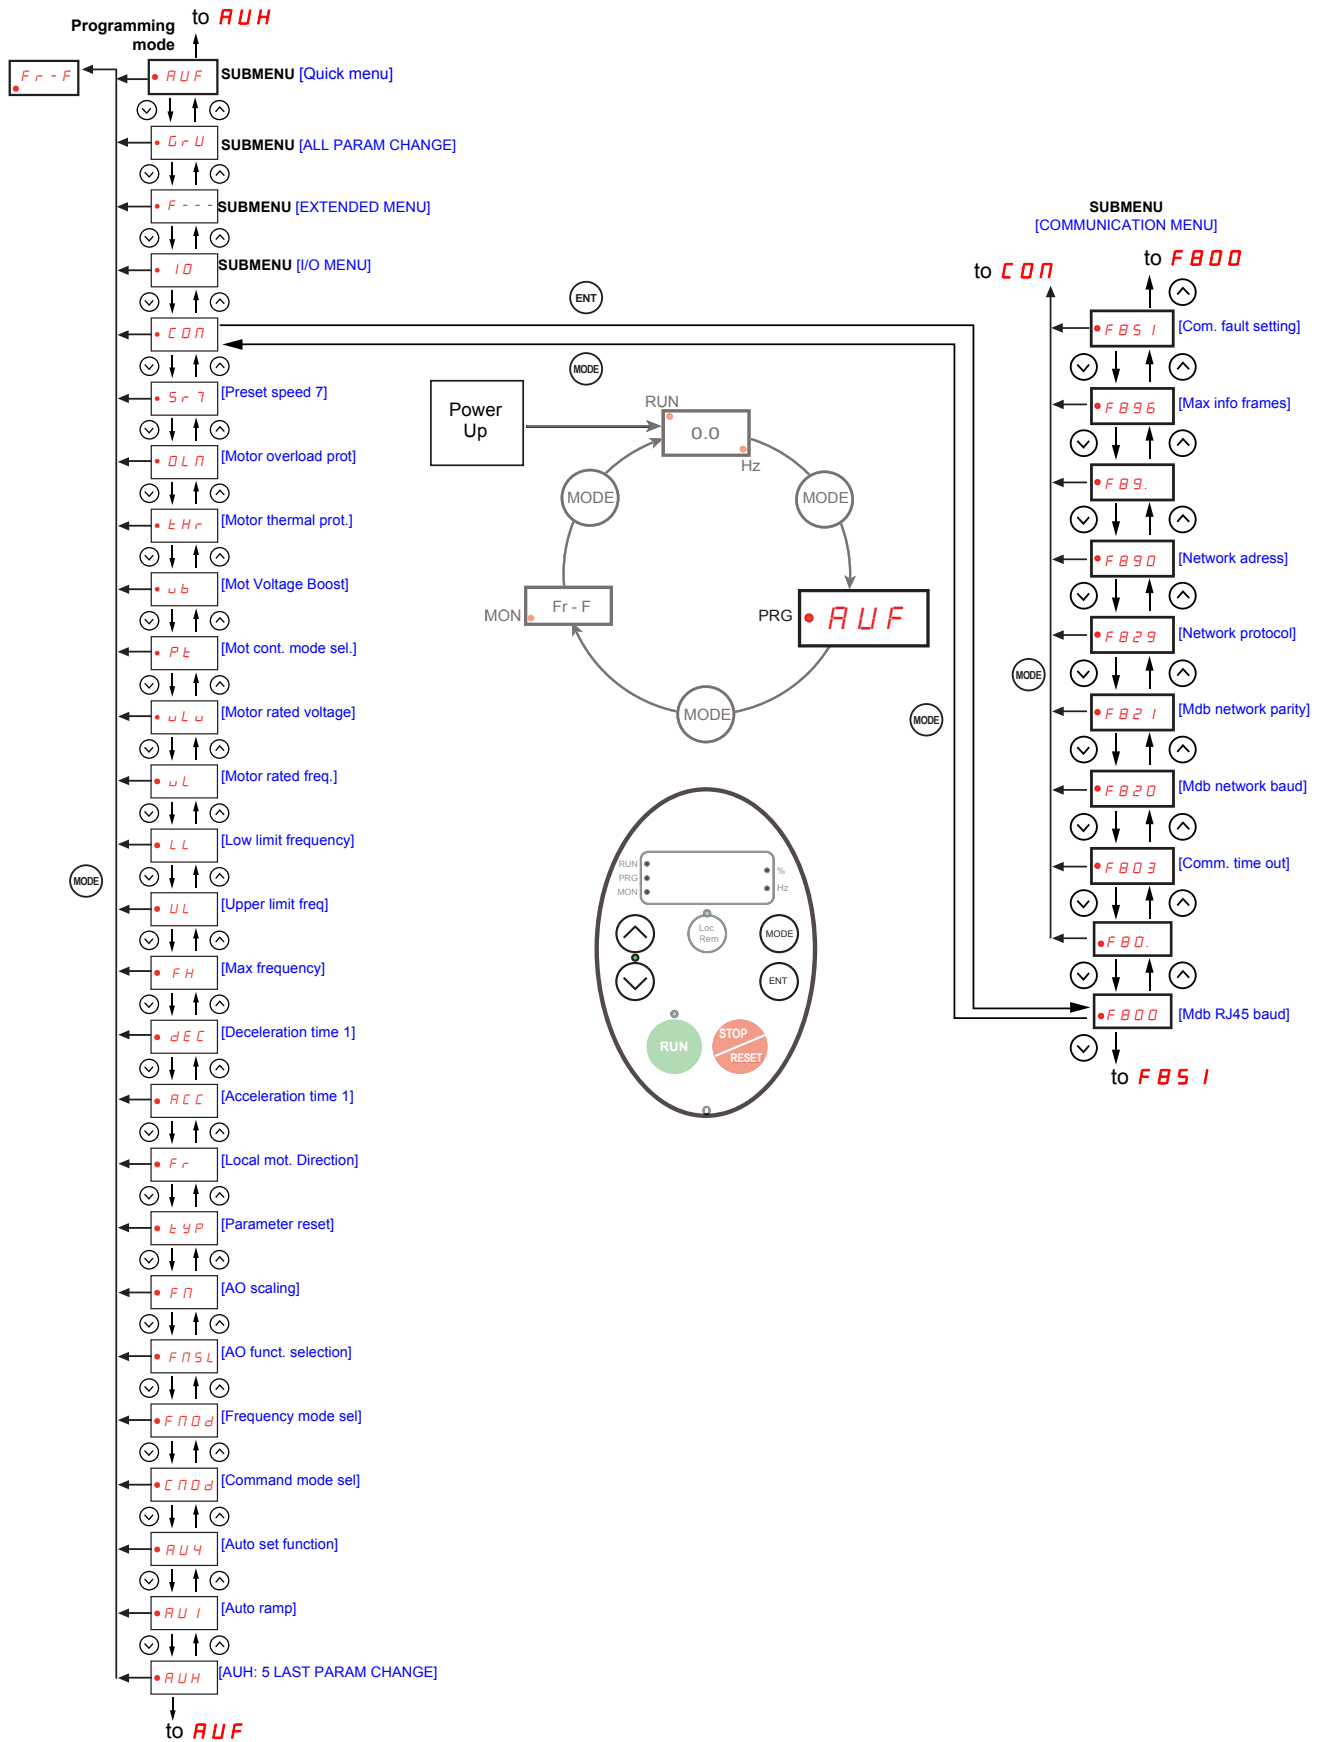 Programming mode
to AUH
Fr-F
AUF SUBMENU [Quick menu]
GrU SUBMENU [ALL PARAM CHANGE]
F--- SUBMENU [EXTENDED MENU]
IO SUBMENU [I/O MENU]
COM
Sr7 [Preset speed 7]
OLM [Motor overload prot]
tHr [Motor thermal prot.]
ub [Mot Voltage Boost]
Pt [Mot cont. mode sel.]
uLu [Motor rated voltage]
uL [Motor rated freq.]
LL [Low limit frequency]
MODE
UL [Upper limit freq]
FH [Max frequency]
dEC [Deceleration time 1]
ACC [Acceleration time 1]
Fr [Local mot. Direction]
tYP [Parameter reset]
FM [AO scaling]
FMSL [AO funct. selection]
FMOd [Frequency mode sel]
CMOd [Command mode sel]
AU4 [Auto set function]
AU1 [Auto ramp]
AUH [AUH: 5 LAST PARAM CHANGE]
to AUF
ENT
MODE
Power Up
RUN
0.0
Hz
MODE
MODE
MON
Fr - F
PRG
AUF
MODE
MODE
RUN
PRG
MON
%
Hz
Loc
Rem
MODE
ENT
RUN
STOP
RESET
SUBMENU
[COMMUNICATION MENU]
to COM
to F800
F851 [Com. fault setting]
F896 [Max info frames]
F89.
F890 [Network adress]
F829 [Network protocol]
MODE
F821 [Mdb network parity]
F820 [Mdb network baud]
F803 [Comm. time out]
F80.
F800 [Mdb RJ45 baud]
to F851